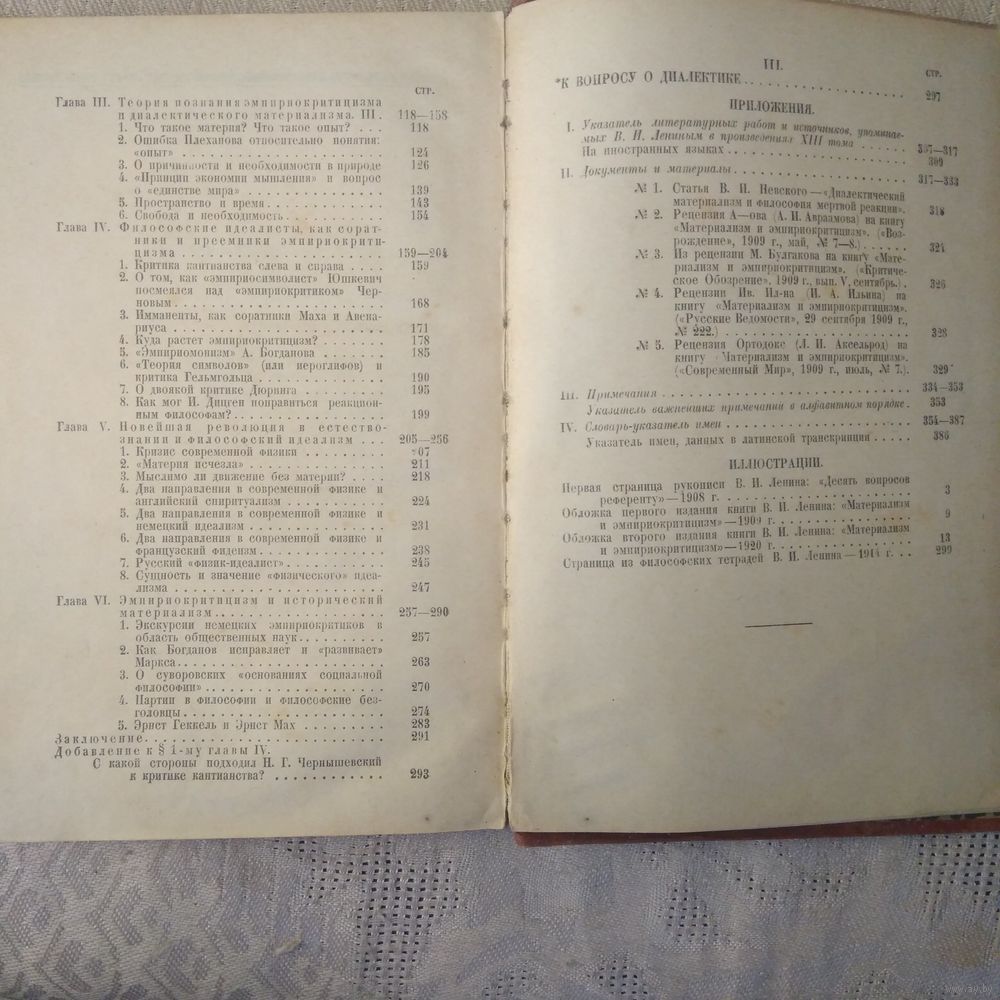 СТР.
Глава III. Теория познания эмпириокритицизма
и диалектического материализма. III. 118—158
1. Что такое материя? Что такое опыт? . . . 118
2. Ошибка Плеханова относительно понятия:
«опыт» . . . 124
3. О причинности и необходимости в природе 126
4. «Принцип экономии мышления» и вопрос
о «единстве мира» . . . 139
5. Пространство и время . . . 143
6. Свобода и необходимость . . . 154
Глава IV. Философские идеалисты, как сорат-
ники и преемники эмпириокрити-
цизма . . . 159—204
1. Критика кантианства слева и справа . . . . 159
2. О том, как «эмпириосимволист» Юшкевич
посмеялся над «эмпириокритиком» Чер-
новым . . . 168
3. Имманенты, как соратники Маха и Авена-
риуса . . . 171
4. Куда растет эмпириокритицизм? . . . 178
5. «Эмпириомонизм» А. Богданова . . . 185
6. «Теория символов» (или иероглифов) и
критика Гельмгольца . . . 190
7. О двоякой критике Дюринга . . . 195
8. Как мог И. Дицген понравиться реакцион-
ным философам? . . . 199
Глава V. Новейшая революция в естество-
знании и философский идеализм . . . 205—256
1. Кризис современной физики . . . 207
2. «Материя исчезла» . . . 211
3. Мыслимо ли движение без материи? . . . . 218
4. Два направления в современной физике и
английский спиритуализм . . . 224
5. Два направления в современной физике и
немецкий идеализм . . . 231
6. Два направления в современной физике и
французский фидеизм . . . 238
7. Русский «физик-идеалист» . . . 245
8. Сущность и значение «физического» идеа-
лизма . . . 247
Глава VI. Эмпириокритицизм и исторический
материализм . . . 257—290
1. Экскурсии немецких эмпириокритиков в
область общественных наук . . . 257
2. Как Богданов исправляет и «развивает»
Маркса . . . 263
3. О суворовских «основаниях социальной
философии» . . . 270
4. Партии в философии и философские без-
головцы . . . 274
5. Эрнст Геккель и Эрнст Мах . . . 283
Заключение . . . 291
Добавление к § 1-му главы IV.
С какой стороны подходил Н. Г. Чернышевский
к критике кантианства? . . . 293
III.
СТР.
*К ВОПРОСУ О ДИАЛЕКТИКЕ . . . 297
ПРИЛОЖЕНИЯ.
I. Указатель литературных работ и источников, упоминае-
мых В. И. Лениным в произведениях XIII тома . . . 307—317
На иностранных языках . . . 309
II. Документы и материалы . . . 317—333
№ 1. Статья В. И. Невского—«Диалектический
материализм и философия мертвой реакции». 318
№ 2. Рецензия А—ова (А. И. Авраамова) на книгу
«Материализм и эмпириокритицизм». («Воз-
рождение», 1909 г., май, № 7—8.) . . . 324
№ 3. Из рецензии М. Булгакова на книгу «Мате-
риализм и эмпириокритицизм». («Критиче-
ское Обозрение», 1909 г., вып. V, сентябрь.) . 326
№ 4. Рецензии Ив. Ил-на (И. А. Ильина) на
книгу «Материализм и эмпириокритицизм».
(«Русские Ведомости», 29 сентября 1909 г.,
№ 222.) . . . 328
№ 5. Рецензия Ортодокс (Л. И. Аксельрод) на
книгу «Материализм и эмпириокритицизм».
(«Современный Мир», 1909 г., июль, № 7.). 329
III. Примечания . . . 334—353
Указатель важнейших примечаний в алфавитном порядке. 353
IV. Словарь-указатель имен . . . 354—387
Указатель имен, данных в латинской транскрипции . . . 386
ИЛЛЮСТРАЦИИ.
Первая страница рукописи В. И. Ленина: «Десять вопросов
референту»—1908 г. . . . 3
Обложка первого издания книги В. И. Ленина: «Материализм
и эмпириокритицизм»—1909 г. . . . 9
Обложка второго издания книги В. И. Ленина: «Материализм
и эмпириокритицизм»—1920 г. . . . 13
Страница из философских тетрадей В. И. Ленина—1914 г. . . . 299